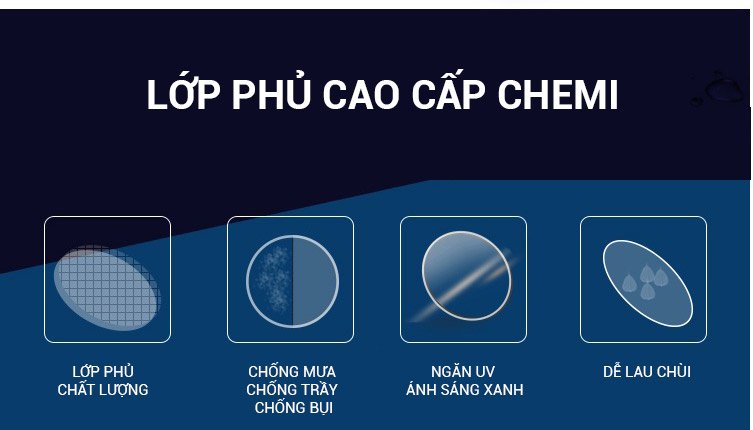 LỚP PHỦ CAO CẤP CHEMI
LỚP PHỦ
CHẤT LƯỢNG
CHỐNG MƯA
CHỐNG TRẦY
CHỐNG BỤI
NGĂN UV
ÁNH SÁNG XANH
DỄ LAU CHÙI